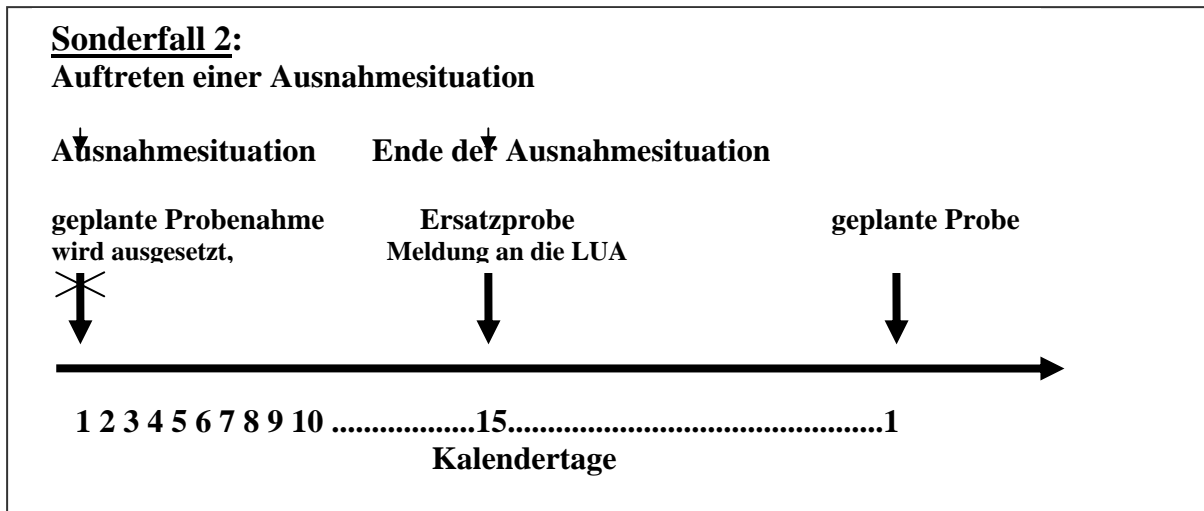 Sonderfall 2:
Auftreten einer Ausnahmesituation
Ausnahmesituation Ende der Ausnahmesituation
geplante Probenahme Ersatzprobe geplante Probe
wird ausgesetzt, Meldung an die LUA
1 2 3 4 5 6 7 8 9 10 ..................15...............................................1
Kalendertage